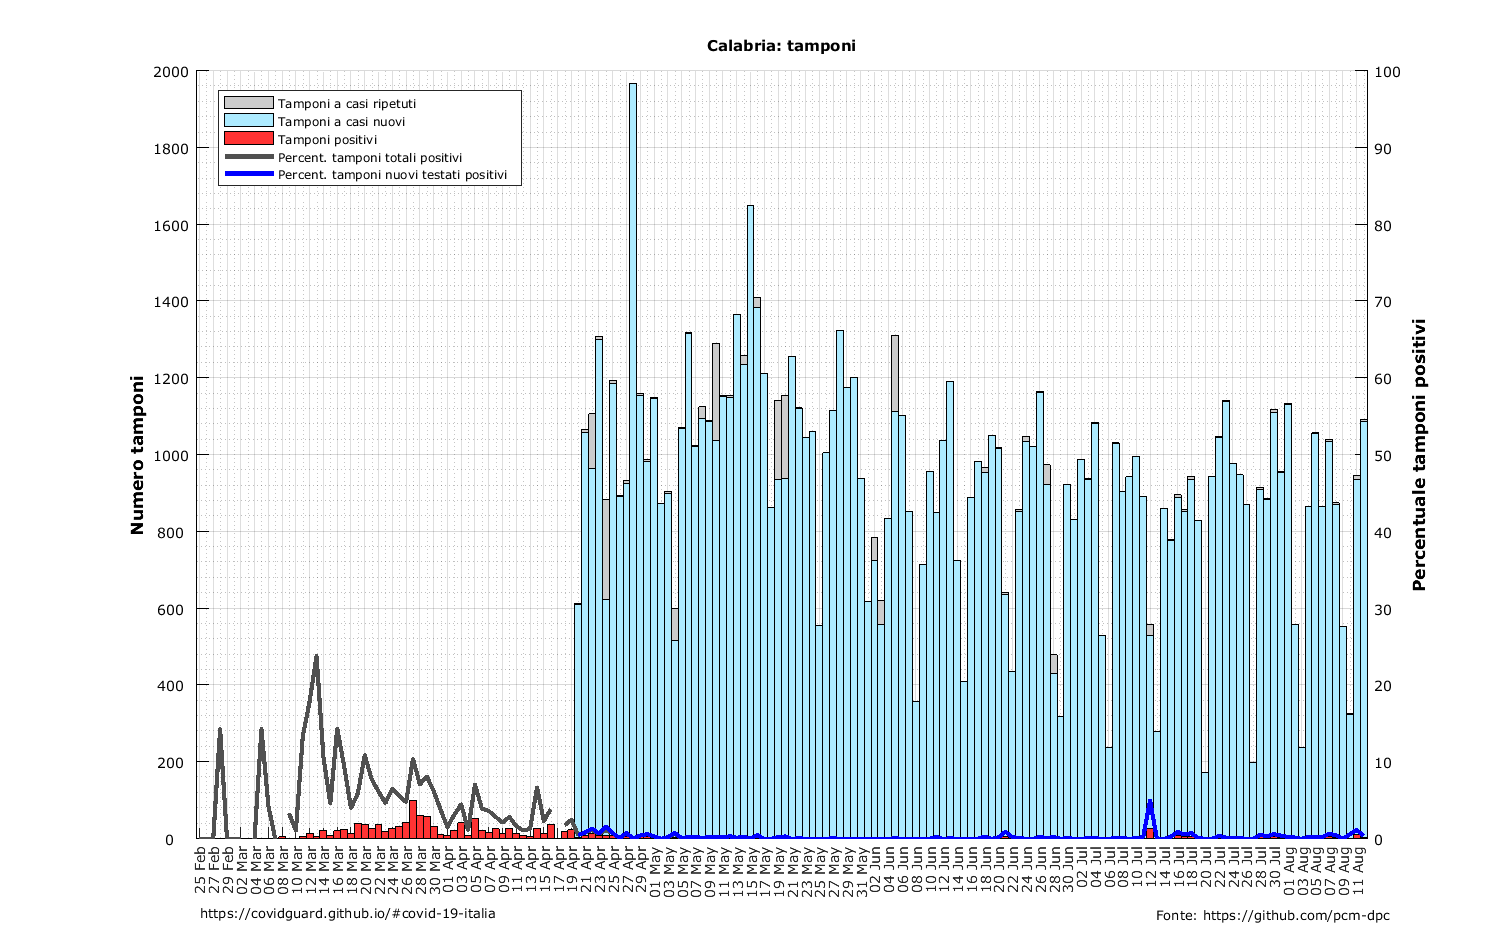 Calabria: tamponi
Tamponi a casi ripetuti
Tamponi a casi nuovi
Tamponi positivi
Percent. tamponi totali positivi
Percent. tamponi nuovi testati positivi
Numero tamponi
2000
1800
1600
1400
1200
1000
800
600
400
200
0
100
90
80
70
60
50
40
30
20
10
0
Percentuale tamponi positivi
25 Feb
27 Feb
29 Feb
02 Mar
04 Mar
06 Mar
08 Mar
10 Mar
12 Mar
14 Mar
16 Mar
18 Mar
20 Mar
22 Mar
24 Mar
26 Mar
28 Mar
30 Mar
01 Apr
03 Apr
05 Apr
07 Apr
09 Apr
11 Apr
13 Apr
15 Apr
17 Apr
19 Apr
21 Apr
23 Apr
25 Apr
27 Apr
29 Apr
01 May
03 May
05 May
07 May
09 May
11 May
13 May
15 May
17 May
19 May
21 May
23 May
25 May
27 May
29 May
31 May
02 Jun
04 Jun
06 Jun
08 Jun
10 Jun
12 Jun
14 Jun
16 Jun
18 Jun
20 Jun
22 Jun
24 Jun
26 Jun
28 Jun
30 Jun
02 Jul
04 Jul
06 Jul
08 Jul
10 Jul
12 Jul
14 Jul
16 Jul
18 Jul
20 Jul
22 Jul
24 Jul
26 Jul
28 Jul
30 Jul
01 Aug
03 Aug
05 Aug
07 Aug
09 Aug
11 Aug
https://covidguard.github.io/#covid-19-italia
Fonte: https://github.com/pcm-dpc